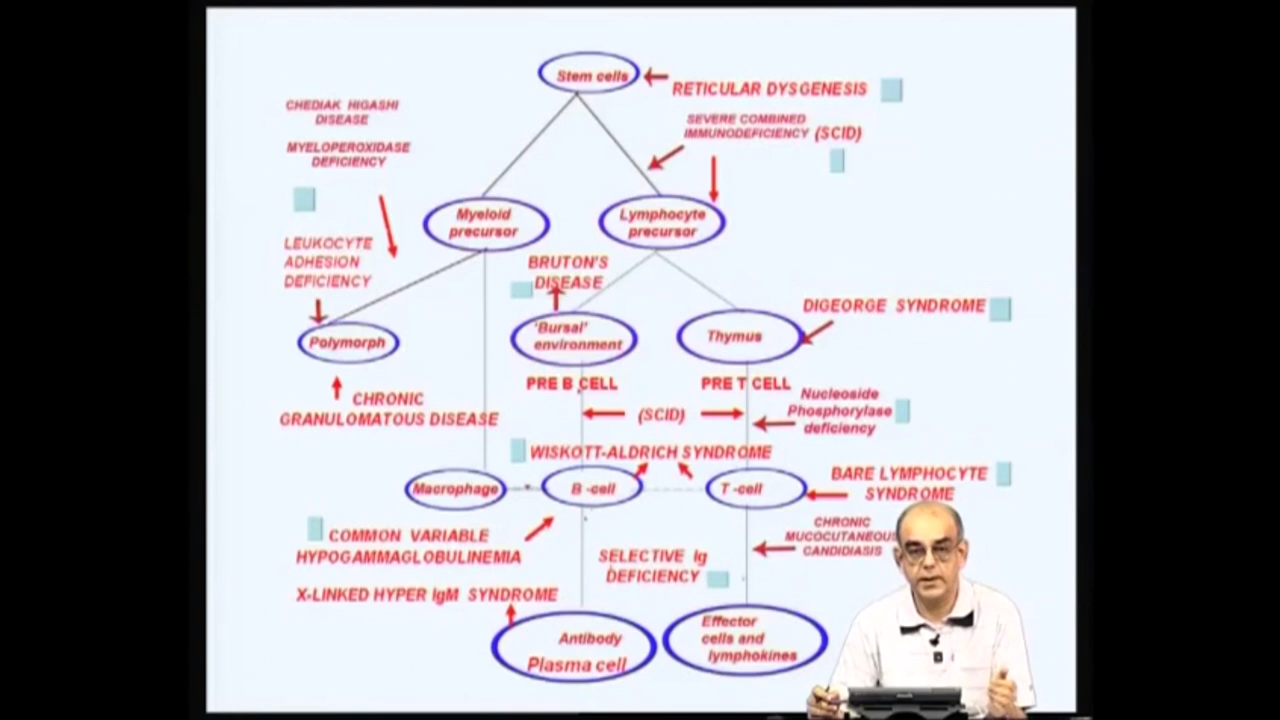 Stem cells
RETICULAR DYSGENESIS
CHEDIAK HIGASHI
DISEASE
MYELOPEROXIDASE
DEFICIENCY
SEVERE COMBINED
IMMUNODEFICIENCY (SCID)
Myeloid
precursor
Lymphocyte
precursor
LEUKOCYTE
ADHESION
DEFICIENCY
BRUTON'S
DISEASE
DIGEORGE SYNDROME
Polymorph
'Bursal'
environment
Thymus
PRE B CELL
PRE T CELL
CHRONIC
GRANULOMATOUS DISEASE
(SCID)
Nucleoside
Phosphorylase
deficiency
WISKOTT-ALDRICH SYNDROME
Macrophage
B -cell
T -cell
BARE LYMPHOCYTE
SYNDROME
COMMON VARIABLE
HYPOGAMMAGLOBULINEMIA
CHRONIC
MUCOCUTANEOUS
CANDIDIASIS
SELECTIVE Ig
DEFICIENCY
X-LINKED HYPER IgM SYNDROME
Antibody
Plasma cell
Effector
cells and
lymphokines